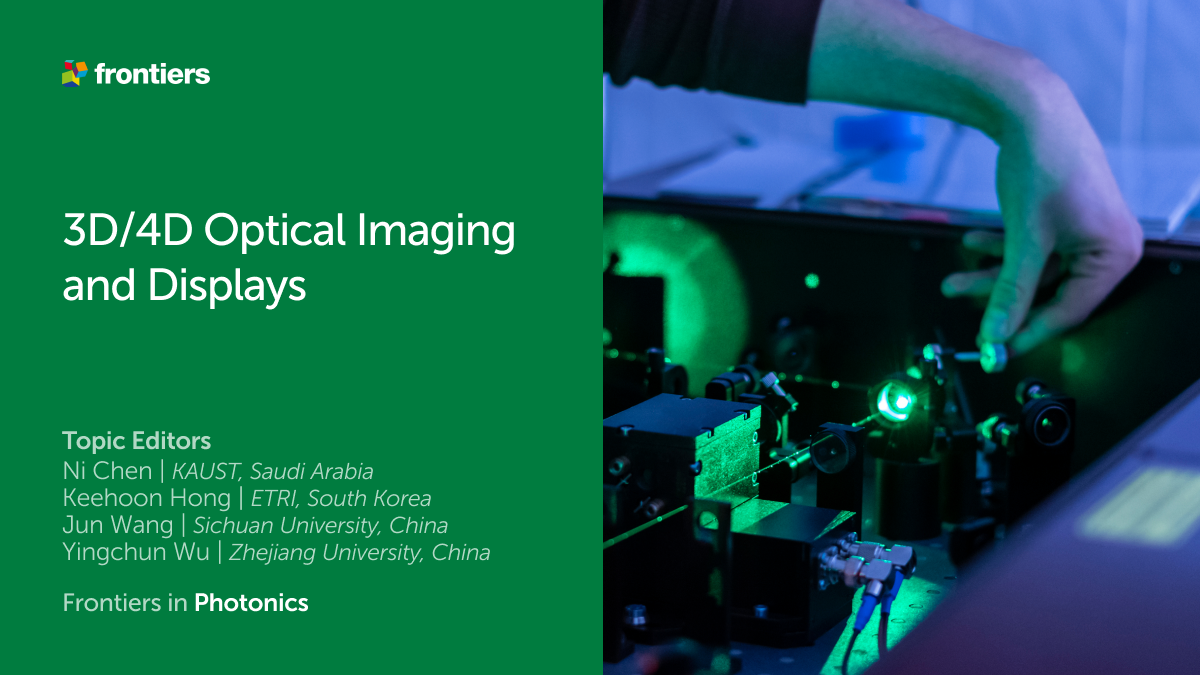 frontiers
3D/4D Optical Imaging
and Displays
Topic Editors
Ni Chen | KAUST, Saudi Arabia
Keehoon Hong | ETRI, South Korea
Jun Wang | Sichuan University, China
Yingchun Wu | Zhejiang University, China
Frontiers in Photonics